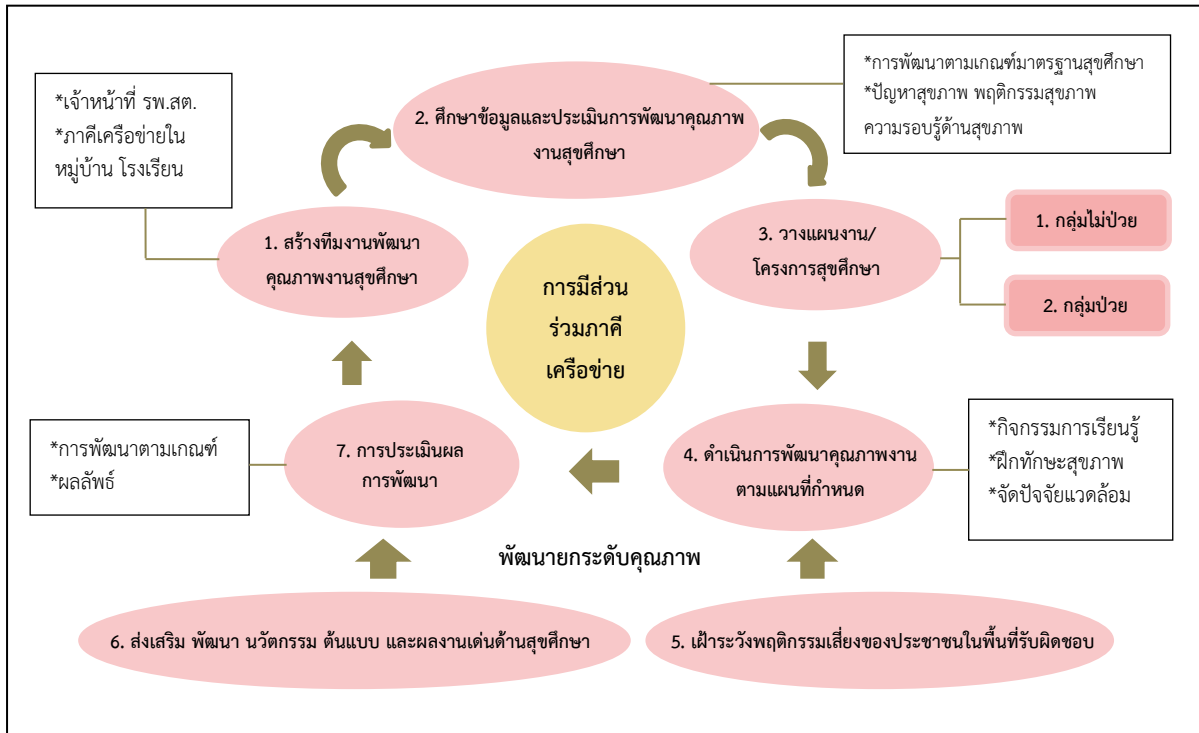 *เจ้าหน้าที่ รพ.สต.
*ภาคีเครือข่ายใน
หมู่บ้าน โรงเรียน
2. ศึกษาข้อมูลและประเมินการพัฒนาคุณภาพ
งานสุขศึกษา
*การพัฒนาตามเกณฑ์มาตรฐานสุขศึกษา
*ปัญหาสุขภาพ พฤติกรรมสุขภาพ
ความรอบรู้ด้านสุขภาพ
1. สร้างทีมงานพัฒนา
คุณภาพงานสุขศึกษา
3. วางแผนงาน/
โครงการสุขศึกษา
1. กลุ่มไม่ป่วย
2. กลุ่มป่วย
การมีส่วน
ร่วมภาคี
เครือข่าย
*การพัฒนาตามเกณฑ์
*ผลลัพธ์
7. การประเมินผล
การพัฒนา
4. ดำเนินการพัฒนาคุณภาพงาน
ตามแผนที่กำหนด
*กิจกรรมการเรียนรู้
*ฝึกทักษะสุขภาพ
*จัดปัจจัยแวดล้อม
พัฒนายกระดับคุณภาพ
6. ส่งเสริม พัฒนา นวัตกรรม ต้นแบบ และผลงานเด่นด้านสุขศึกษา
5. เฝ้าระวังพฤติกรรมเสี่ยงของประชาชนในพื้นที่รับผิดชอบ